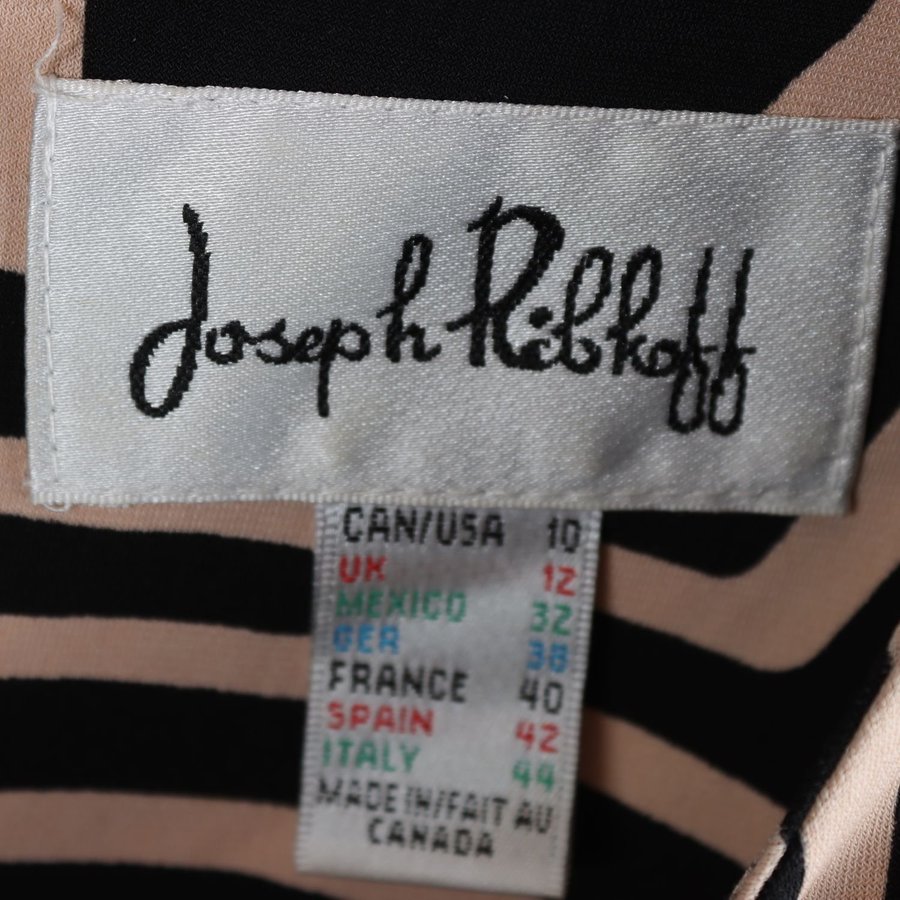 Joseph Ribkoff
CAN/USA 10
UK 12
MEXICO 32
GER 38
FRANCE 40
SPAIN 42
ITALY 44
MADE IN/FAIT AU
CANADA